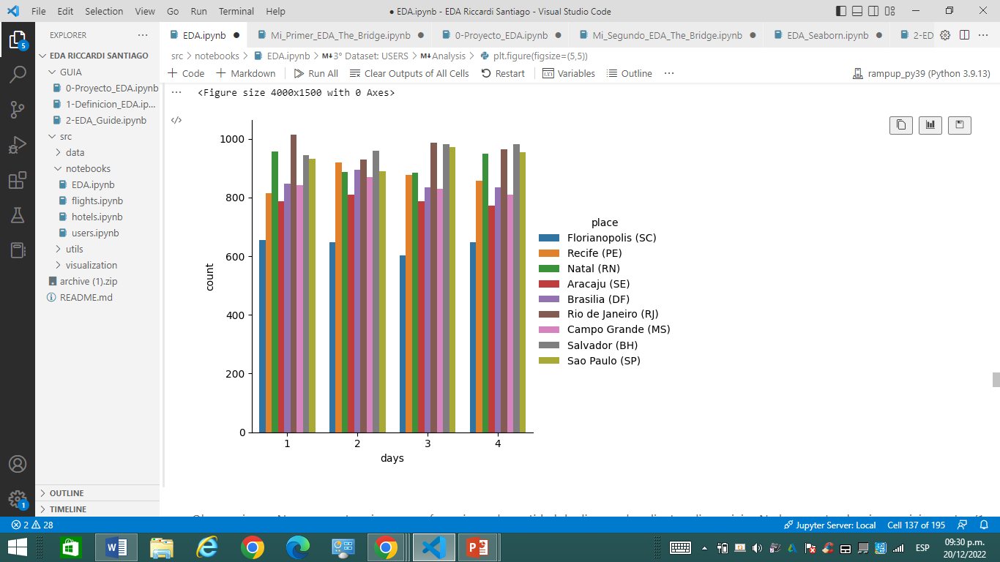 File Edit Selection View Go Run Terminal Help
● EDA.ipynb - EDA Riccardi Santiago - Visual Studio Code
EXPLORER ...
EDA RICCARDI SANTIAGO
GUIA
0-Proyecto_EDA.ipynb
1-Definicion_EDA.ip...
2-EDA_Guide.ipynb
src
data
notebooks
EDA.ipynb
flights.ipynb
hotels.ipynb
users.ipynb
utils
visualization
archive (1).zip
README.md
OUTLINE
TIMELINE
5
1
EDA.ipynb ● Mi_Primer_EDA_The_Bridge.ipynb ● 0-Proyecto_EDA.ipynb ● Mi_Segundo_EDA_The_Bridge.ipynb ● EDA_Seaborn.ipynb ● 2-ED
src > notebooks > EDA.ipynb > M↓3° Dataset: USERS > M↓Analysis > plt.figure(figsize=(5,5))
+ Code + Markdown Run All Clear Outputs of All Cells Restart Variables Outline ... rampup_py39 (Python 3.9.13)
... <Figure size 4000x1500 with 0 Axes>
</>
1000
800
600
400
200
0
count
1 2 3 4
days
place
Florianopolis (SC)
Recife (PE)
Natal (RN)
Aracaju (SE)
Brasilia (DF)
Rio de Janeiro (RJ)
Campo Grande (MS)
Salvador (BH)
Sao Paulo (SP)
2 28 Jupyter Server: Local Cell 137 of 195
ESP
09:30 p.m.
20/12/2022